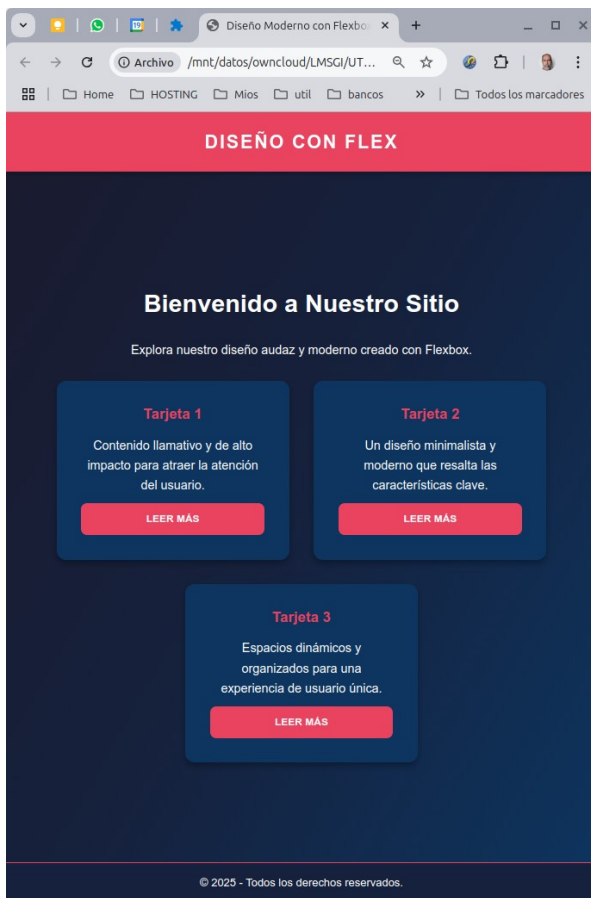 19
Diseño Moderno con Flexbo
Archivo /mnt/datos/owncloud/LMSGI/UT...
Home HOSTING Mios util bancos » Todos los marcadores
DISEÑO CON FLEX
Bienvenido a Nuestro Sitio
Explora nuestro diseño audaz y moderno creado con Flexbox.
Tarjeta 1
Contenido llamativo y de alto
impacto para atraer la atención
del usuario.
LEER MÁS
Tarjeta 2
Un diseño minimalista y
moderno que resalta las
características clave.
LEER MÁS
Tarjeta 3
Espacios dinámicos y
organizados para una
experiencia de usuario única.
LEER MÁS
© 2025 - Todos los derechos reservados.